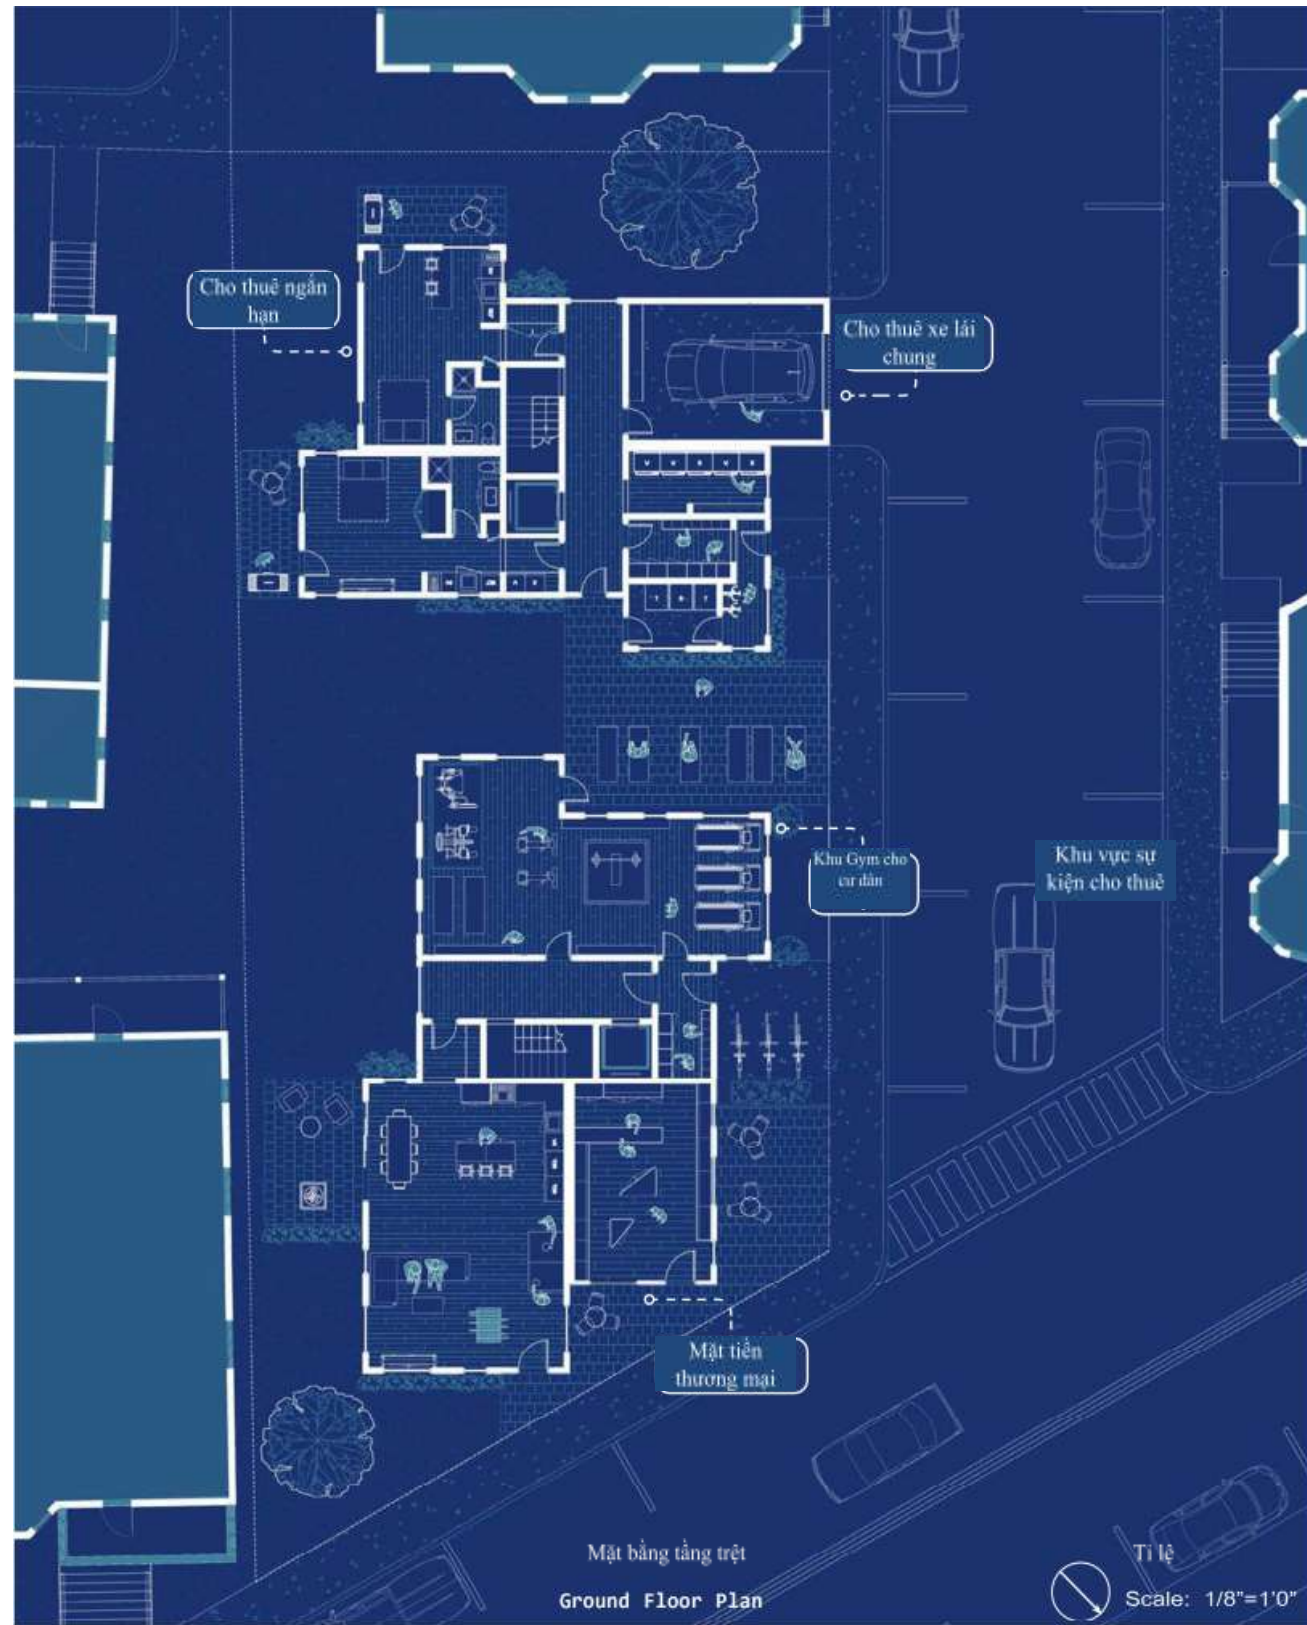 Cho thuê ngắn
hạn
Cho thuê xe lái
chung
Khu Gym cho
cư dân
Khu vực sự
kiện cho thuê
Mặt tiền
thương mại
Mặt bằng tầng trệt
Ground Floor Plan
Tỉ lệ
Scale: 1/8"=1'0"